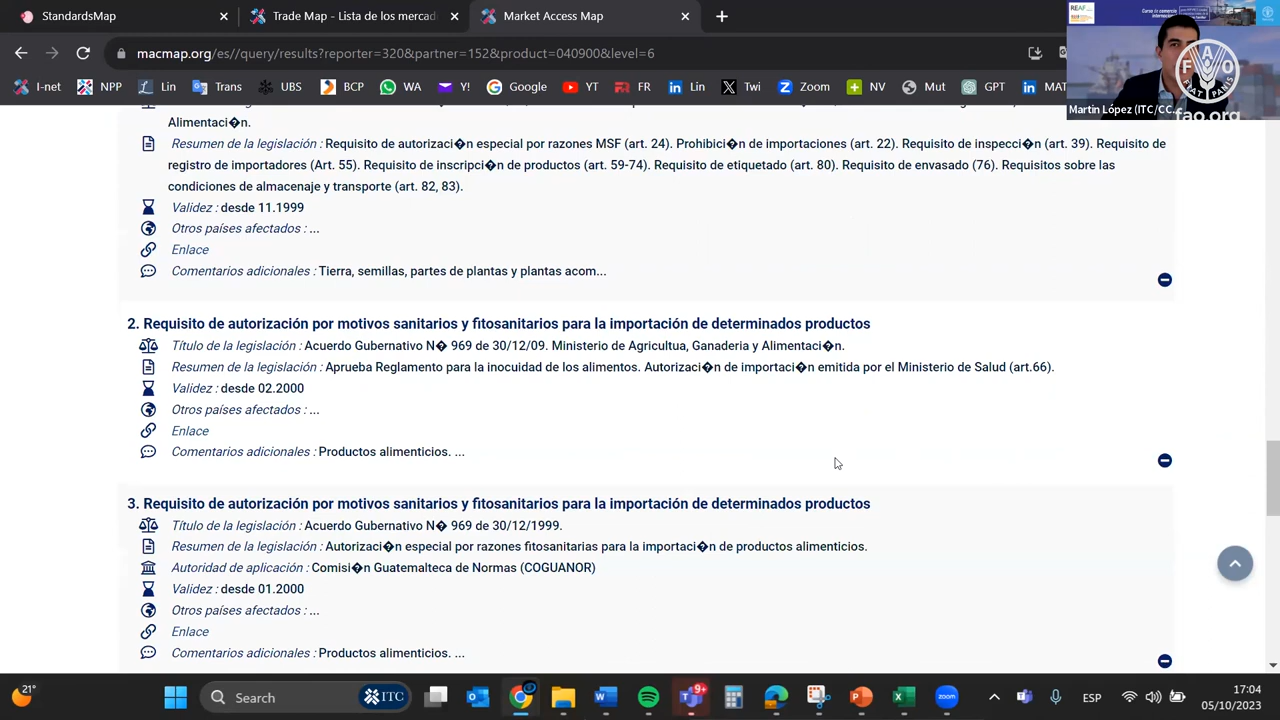 StandardsMap
Trade Map - Lista de los mercad
Market Access Map
macmap.org/es/query/results?reporter=320&partner=152&product=040900&level=6
I-net
NPP
Lin
Trans
UBS
BCP
WA
Y!
Google
YT
FR
Lin
Twi
Zoom
NV
Mut
GPT
MAT
REAF
Curso in comercio
FAO
FIAT PANIS
fao.org
Martin López (ITC/CC...
Alimentaci�n.
Resumen de la legislación : Requisito de autorizaci�n especial por razones MSF (art. 24). Prohibici�n de importaciones (art. 22). Requisito de inspecci�n (art. 39). Requisito de
registro de importadores (Art. 55). Requisito de inscripci�n de productos (art. 59-74). Requisito de etiquetado (art. 80). Requisito de envasado (76). Requisitos sobre las
condiciones de almacenaje y transporte (art. 82, 83).
Validez : desde 11.1999
Otros países afectados : ...
Enlace
Comentarios adicionales : Tierra, semillas, partes de plantas y plantas acom...
2. Requisito de autorización por motivos sanitarios y fitosanitarios para la importación de determinados productos
Título de la legislación : Acuerdo Gubernativo N� 969 de 30/12/09. Ministerio de Agricultua, Ganaderia y Alimentaci�n.
Resumen de la legislación : Aprueba Reglamento para la inocuidad de los alimentos. Autorizaci�n de importaci�n emitida por el Ministerio de Salud (art.66).
Validez : desde 02.2000
Otros países afectados : ...
Enlace
Comentarios adicionales : Productos alimenticios. ...
3. Requisito de autorización por motivos sanitarios y fitosanitarios para la importación de determinados productos
Título de la legislación : Acuerdo Gubernativo N� 969 de 30/12/1999.
Resumen de la legislación : Autorizaci�n especial por razones fitosanitarias para la importaci�n de productos alimenticios.
Autoridad de aplicación : Comisi�n Guatemalteca de Normas (COGUANOR)
Validez : desde 01.2000
Otros países afectados : ...
Enlace
Comentarios adicionales : Productos alimenticios. ...
21°
Search
ITC
9+
ESP
17:04
05/10/2023